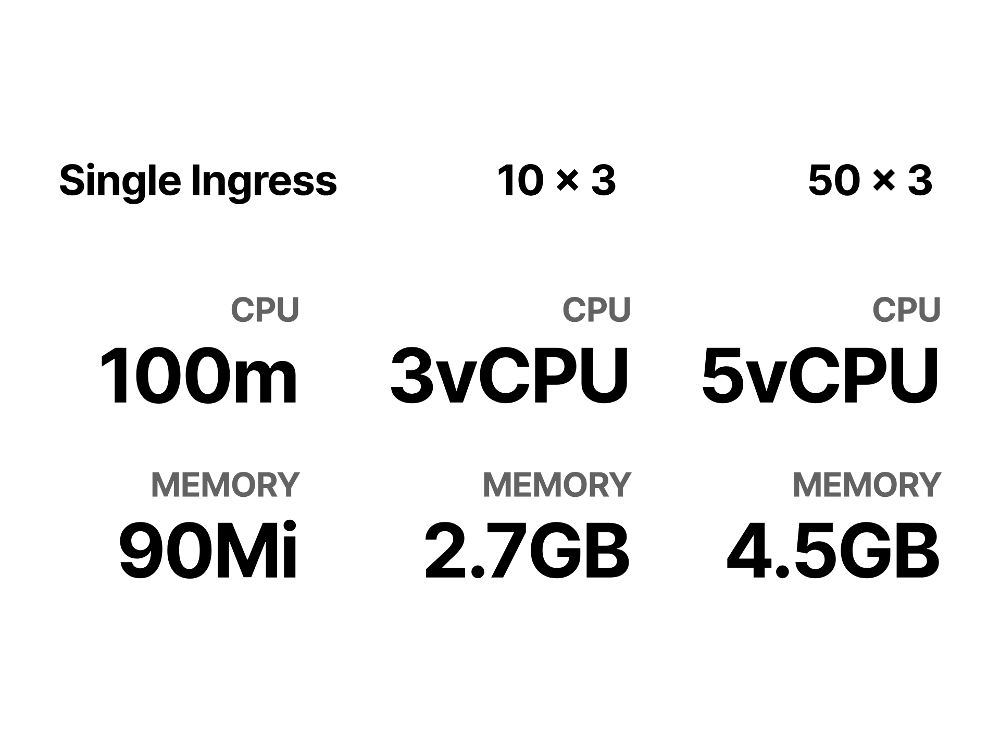 Single Ingress 10 × 3 50 × 3
CPU CPU CPU
100m 3vCPU 5vCPU
MEMORY MEMORY MEMORY
90Mi 2.7GB 4.5GB